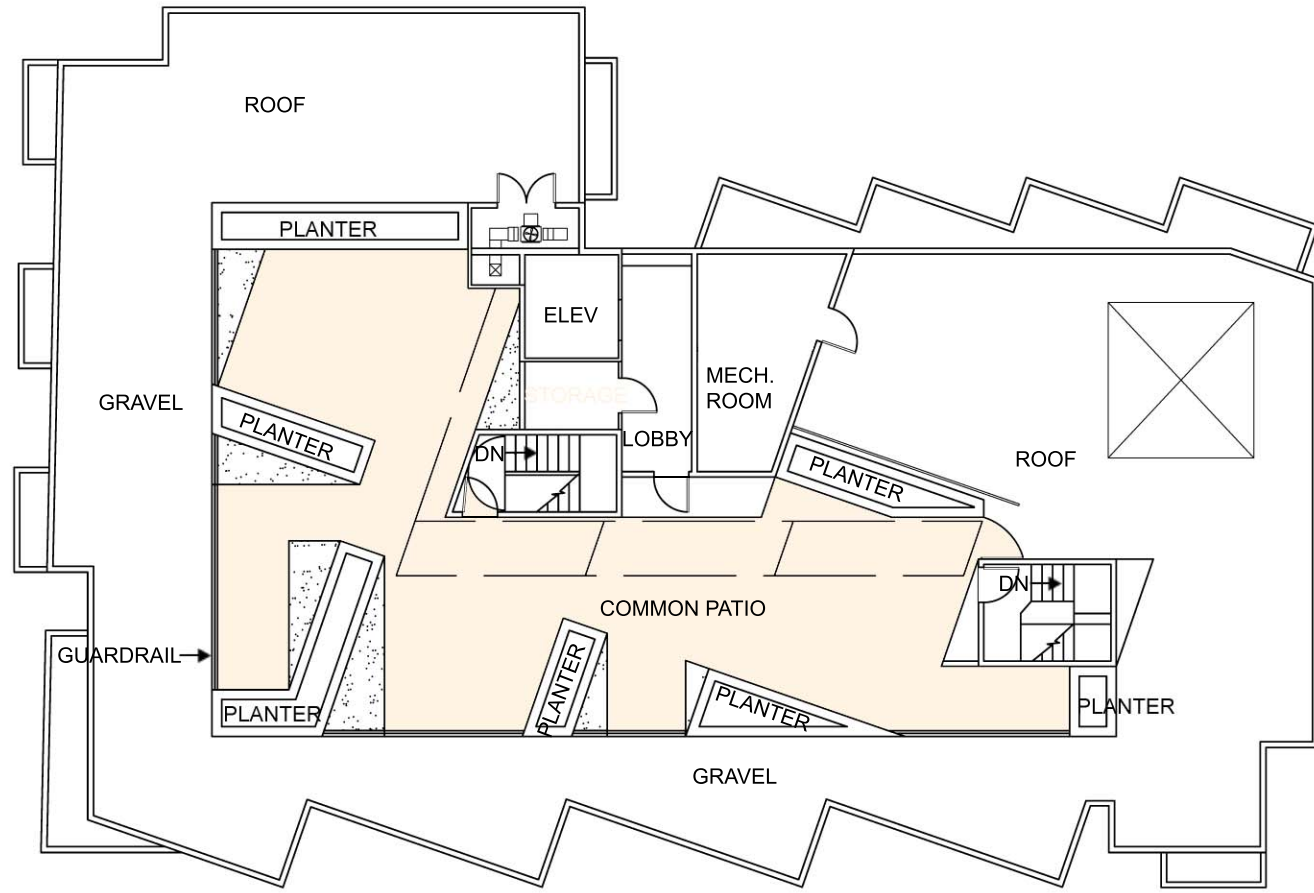 ROOF
PLANTER
ELEV
STORAGE
MECH.
ROOM
GRAVEL
PLANTER
LOBBY
DN
PLANTER
ROOF
DN
COMMON PATIO
GUARDRAIL
PLANTER
PLANTER
PLANTER
PLANTER
GRAVEL